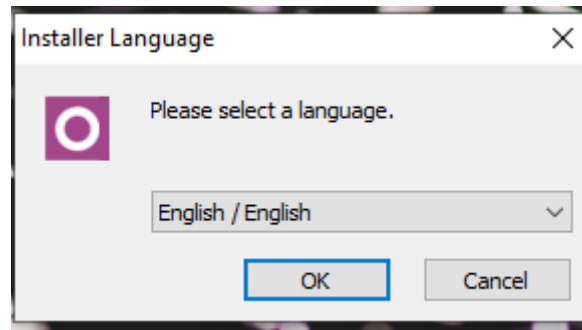 Installer Language
Please select a language.
English / English
OK
Cancel